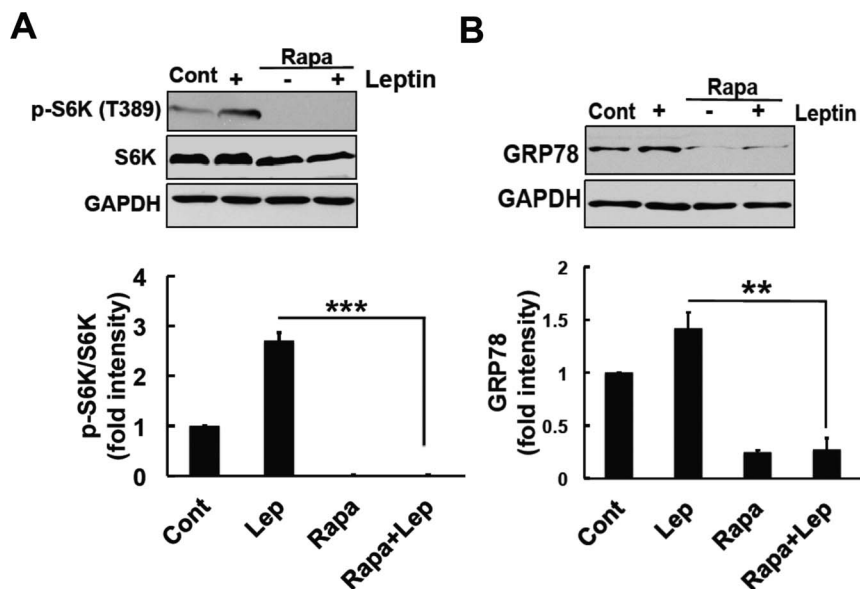 A
Rapa
Cont + - + Leptin
p-S6K (T389)
S6K
GAPDH
p-S6K/S6K
(fold intensity)
4
3
2
1
0
***
Cont
Lep
Rapa
Rapa+Lep
B
Rapa
Cont + - + Leptin
GRP78
GAPDH
GRP78
(fold intensity)
2
1.5
1
0.5
0
**
Cont
Lep
Rapa
Rapa+Lep